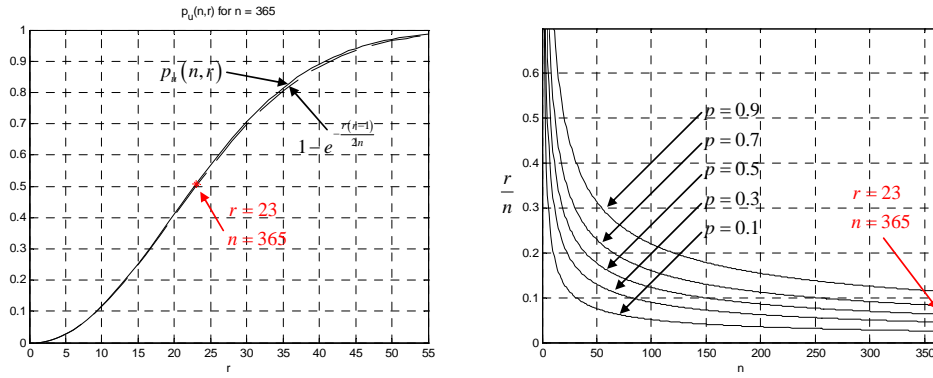 p_u(n,r) for n = 365
1
0.9
0.8
0.7
0.6
0.5
0.4
0.3
0.2
0.1
0
p_u(n,r)
1 − e^{−r(r−1)/2n}
r = 23
n = 365
0 5 10 15 20 25 30 35 40 45 50 55
r
0.6
0.5
0.4
0.3
0.2
0.1
0
r/n
p = 0.9
p = 0.7
p = 0.5
p = 0.3
p = 0.1
r = 23
n = 365
0 50 100 150 200 250 300 350
n